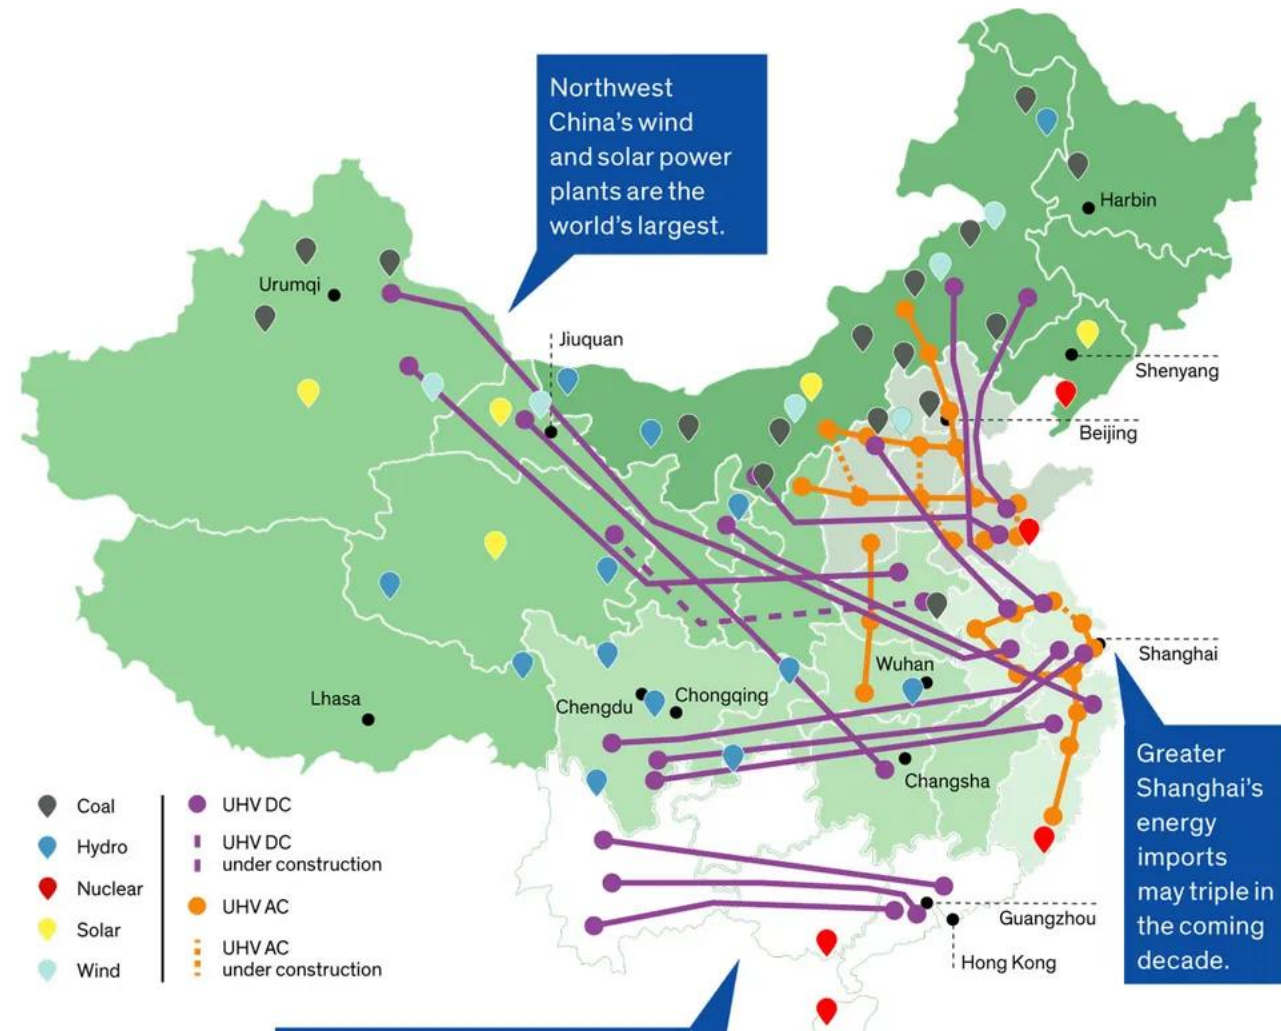 Northwest
China's wind
and solar power
plants are the
world's largest.
Harbin
Urumqi
Jiuquan
Shenyang
Beijing
Shanghai
Wuhan
Lhasa
Chengdu
Chongqing
Changsha
Greater
Shanghai's
energy
imports
may triple in
the coming
decade.
Guangzhou
Hong Kong
Coal
Hydro
Nuclear
Solar
Wind
UHV DC
UHV DC
under construction
UHV AC
UHV AC
under construction